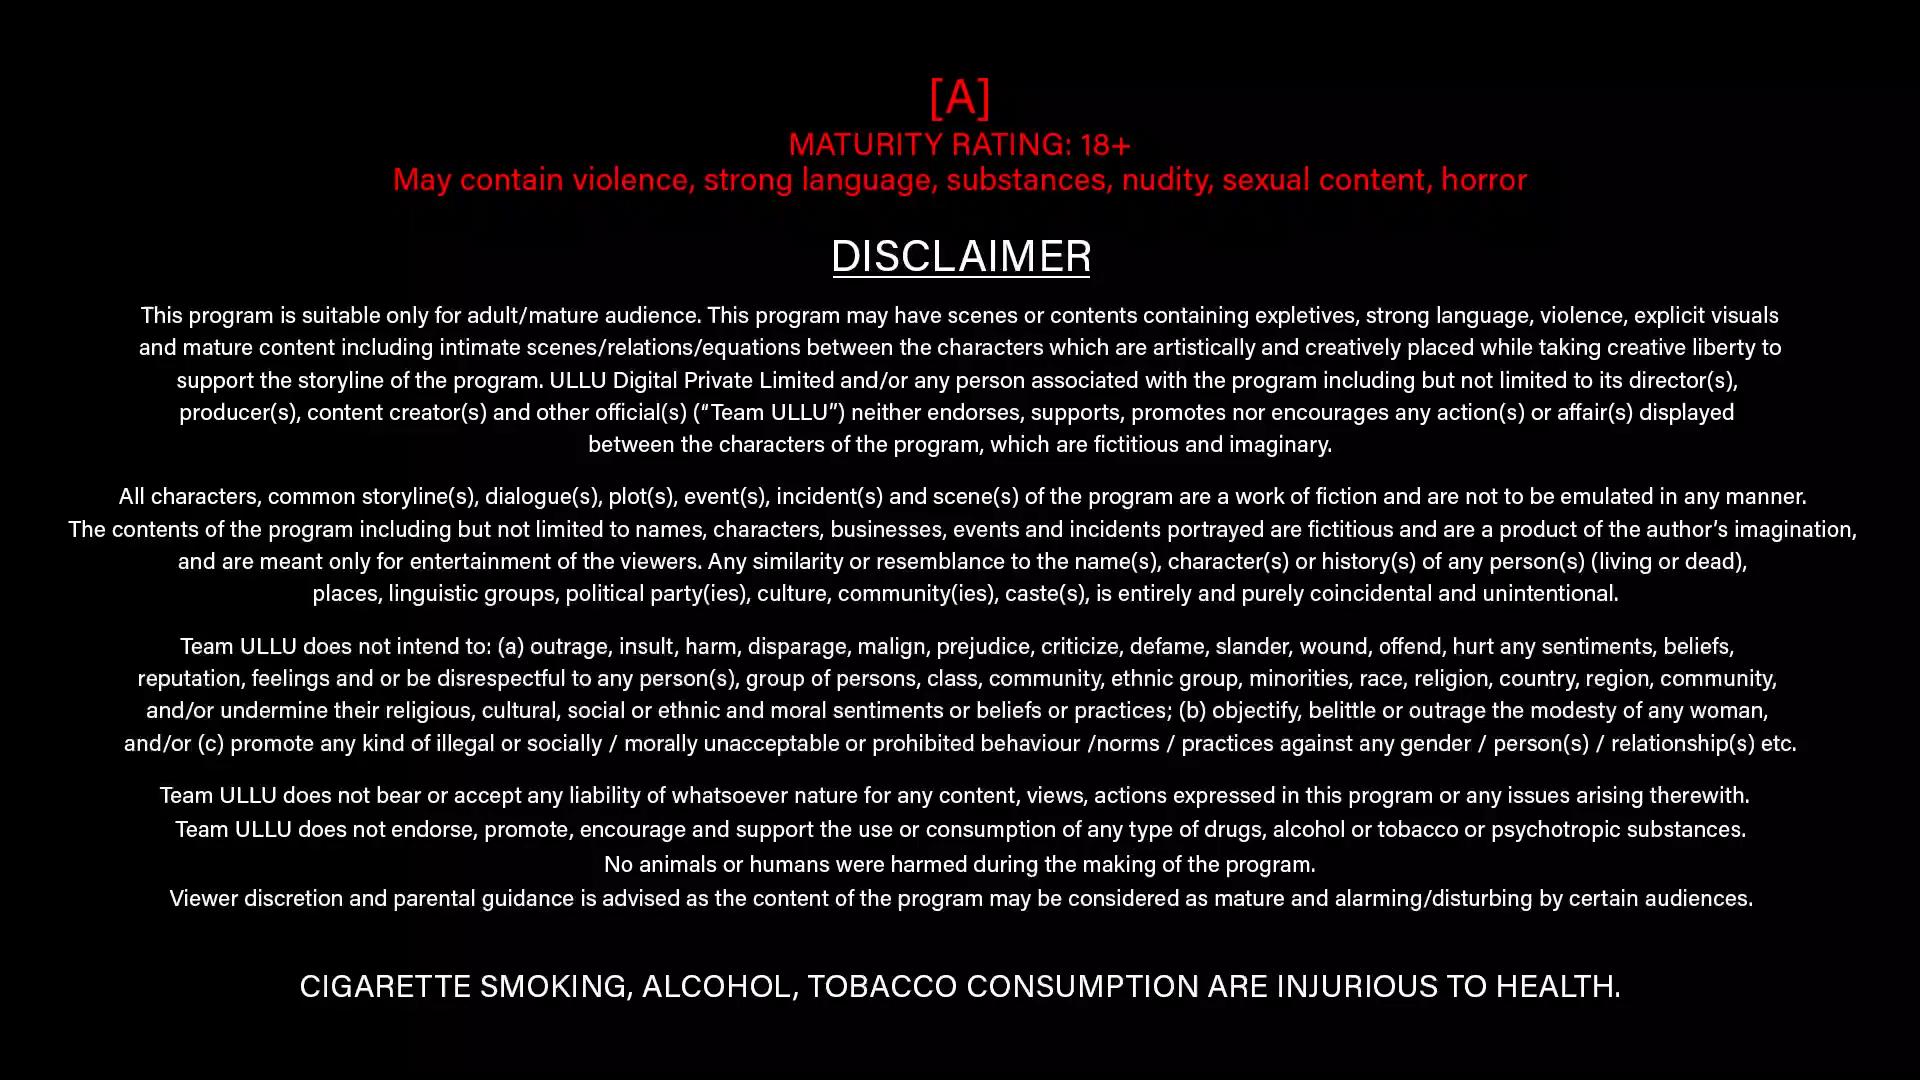 [A]
MATURITY RATING: 18+
May contain violence, strong language, substances, nudity, sexual content, horror
DISCLAIMER
This program is suitable only for adult/mature audience. This program may have scenes or contents containing expletives, strong language, violence, explicit visuals
and mature content including intimate scenes/relations/equations between the characters which are artistically and creatively placed while taking creative liberty to
support the storyline of the program. ULLU Digital Private Limited and/or any person associated with the program including but not limited to its director(s),
producer(s), content creator(s) and other official(s) (“Team ULLU”) neither endorses, supports, promotes nor encourages any action(s) or affair(s) displayed
between the characters of the program, which are fictitious and imaginary.
All characters, common storyline(s), dialogue(s), plot(s), event(s), incident(s) and scene(s) of the program are a work of fiction and are not to be emulated in any manner.
The contents of the program including but not limited to names, characters, businesses, events and incidents portrayed are fictitious and are a product of the author’s imagination,
and are meant only for entertainment of the viewers. Any similarity or resemblance to the name(s), character(s) or history(s) of any person(s) (living or dead),
places, linguistic groups, political party(ies), culture, community(ies), caste(s), is entirely and purely coincidental and unintentional.
Team ULLU does not intend to: (a) outrage, insult, harm, disparage, malign, prejudice, criticize, defame, slander, wound, offend, hurt any sentiments, beliefs,
reputation, feelings and or be disrespectful to any person(s), group of persons, class, community, ethnic group, minorities, race, religion, country, region, community,
and/or undermine their religious, cultural, social or ethnic and moral sentiments or beliefs or practices; (b) objectify, belittle or outrage the modesty of any woman,
and/or (c) promote any kind of illegal or socially / morally unacceptable or prohibited behaviour /norms / practices against any gender / person(s) / relationship(s) etc.
Team ULLU does not bear or accept any liability of whatsoever nature for any content, views, actions expressed in this program or any issues arising therewith.
Team ULLU does not endorse, promote, encourage and support the use or consumption of any type of drugs, alcohol or tobacco or psychotropic substances.
No animals or humans were harmed during the making of the program.
Viewer discretion and parental guidance is advised as the content of the program may be considered as mature and alarming/disturbing by certain audiences.
CIGARETTE SMOKING, ALCOHOL, TOBACCO CONSUMPTION ARE INJURIOUS TO HEALTH.